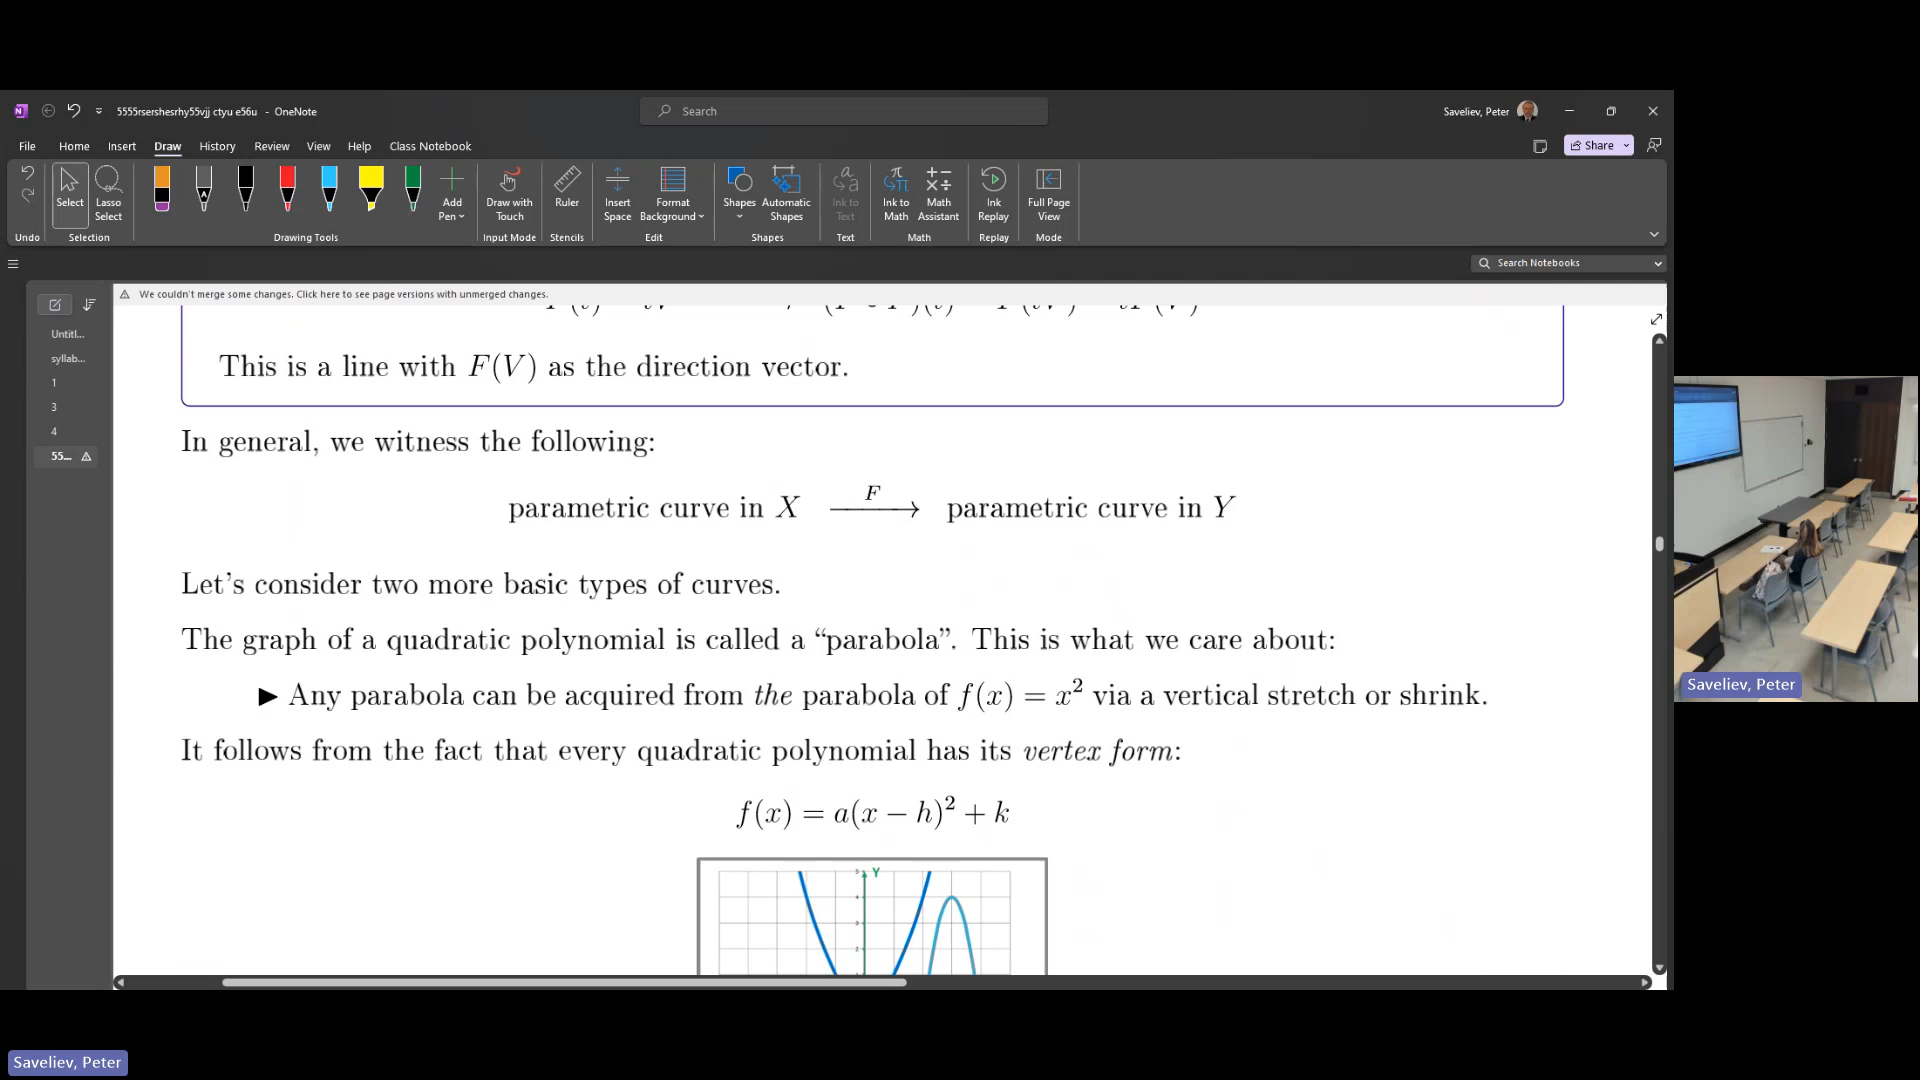 5555rsershesrhy55vjj ctyu e56u - OneNote
Search
Saveliev, Peter
File Home Insert Draw History Review View Help Class Notebook
Share
Select
Lasso Select
Add Pen
Draw with Touch
Ruler
Insert Space
Format Background
Shapes
Automatic Shapes
Ink to Text
Ink to Math
Math Assistant
Ink Replay
Full Page View
Undo Selection Drawing Tools Input Mode Stencils Edit Shapes Text Math Replay Mode
Search Notebooks
We couldn't merge some changes. Click here to see page versions with unmerged changes.
Untitl...
syllab...
1
3
4
55...
This is a line with F(V) as the direction vector.
In general, we witness the following:
parametric curve in X —F→ parametric curve in Y
Let's consider two more basic types of curves.
The graph of a quadratic polynomial is called a “parabola”. This is what we care about:
▶ Any parabola can be acquired from the parabola of f(x) = x² via a vertical stretch or shrink.
It follows from the fact that every quadratic polynomial has its vertex form:
f(x) = a(x − h)² + k
Y
5
4
3
2
Saveliev, Peter
Saveliev, Peter